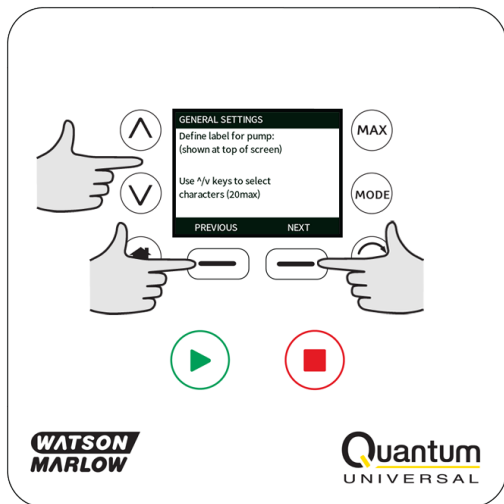 GENERAL SETTINGS
Define label for pump:
(shown at top of screen)
Use ^/v keys to select
characters (20max)
PREVIOUS NEXT
MAX
MODE
WATSON
MARLOW
Quantum
UNIVERSAL